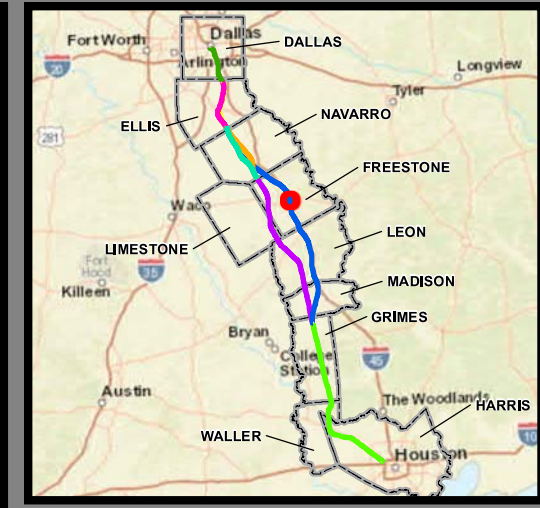 Fort Worth
Dallas
DALLAS
Arlington
Longview
20
Tyler
NAVARRO
ELLIS
281
FREESTONE
Waco
LEON
LIMESTONE
Fort
Hood
35
MADISON
Killeen
GRIMES
Bryan
College
Station
45
Austin
The Woodlands
HARRIS
WALLER
10
Houston